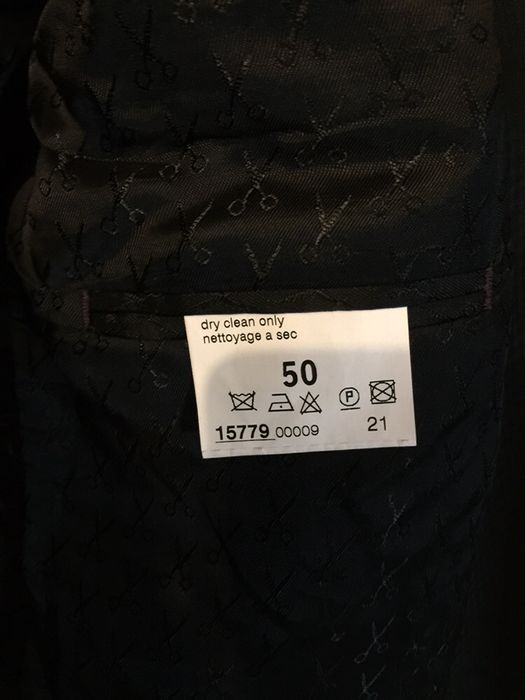 dry clean only
nettoyage a sec
50
P
15779 00009 21